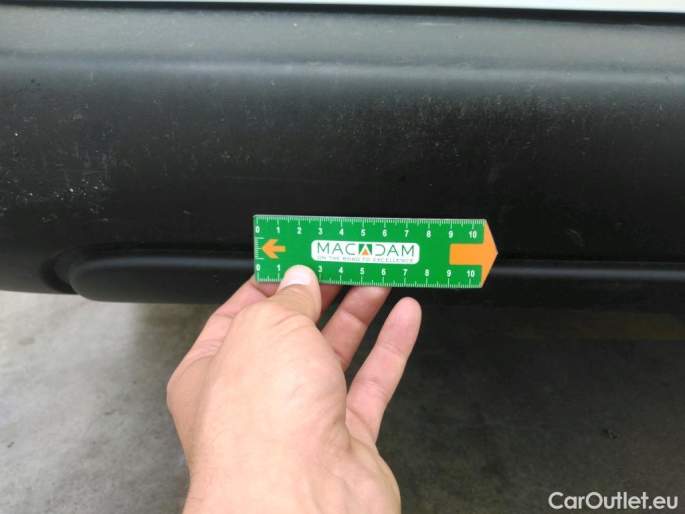 0 1 2 3 4 5 6 7 8 9 10
MACADAM
ON THE ROAD TO EXCELLENCE
0 1 3 4 5 6 7 8 9 10
CarOutlet.eu